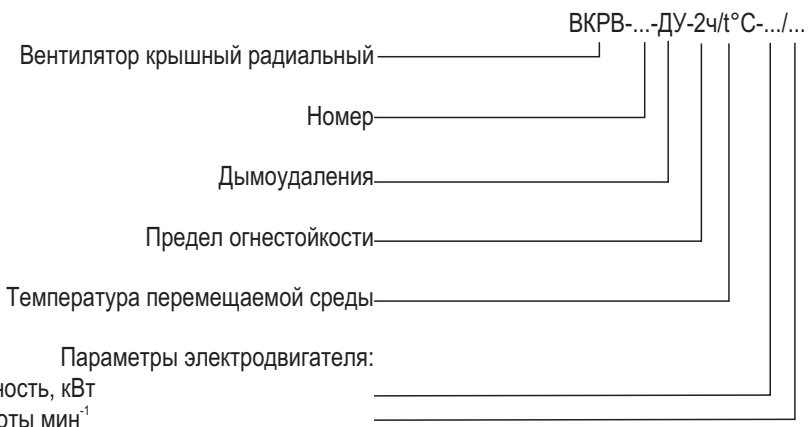 ВКРВ-...-ДУ-2ч/t°C-.../...
Вентилятор крышный радиальный
Номер
Дымоудаления
Предел огнестойкости
Температура перемещаемой среды
Параметры электродвигателя:
ность, кВт
оты мин⁻¹